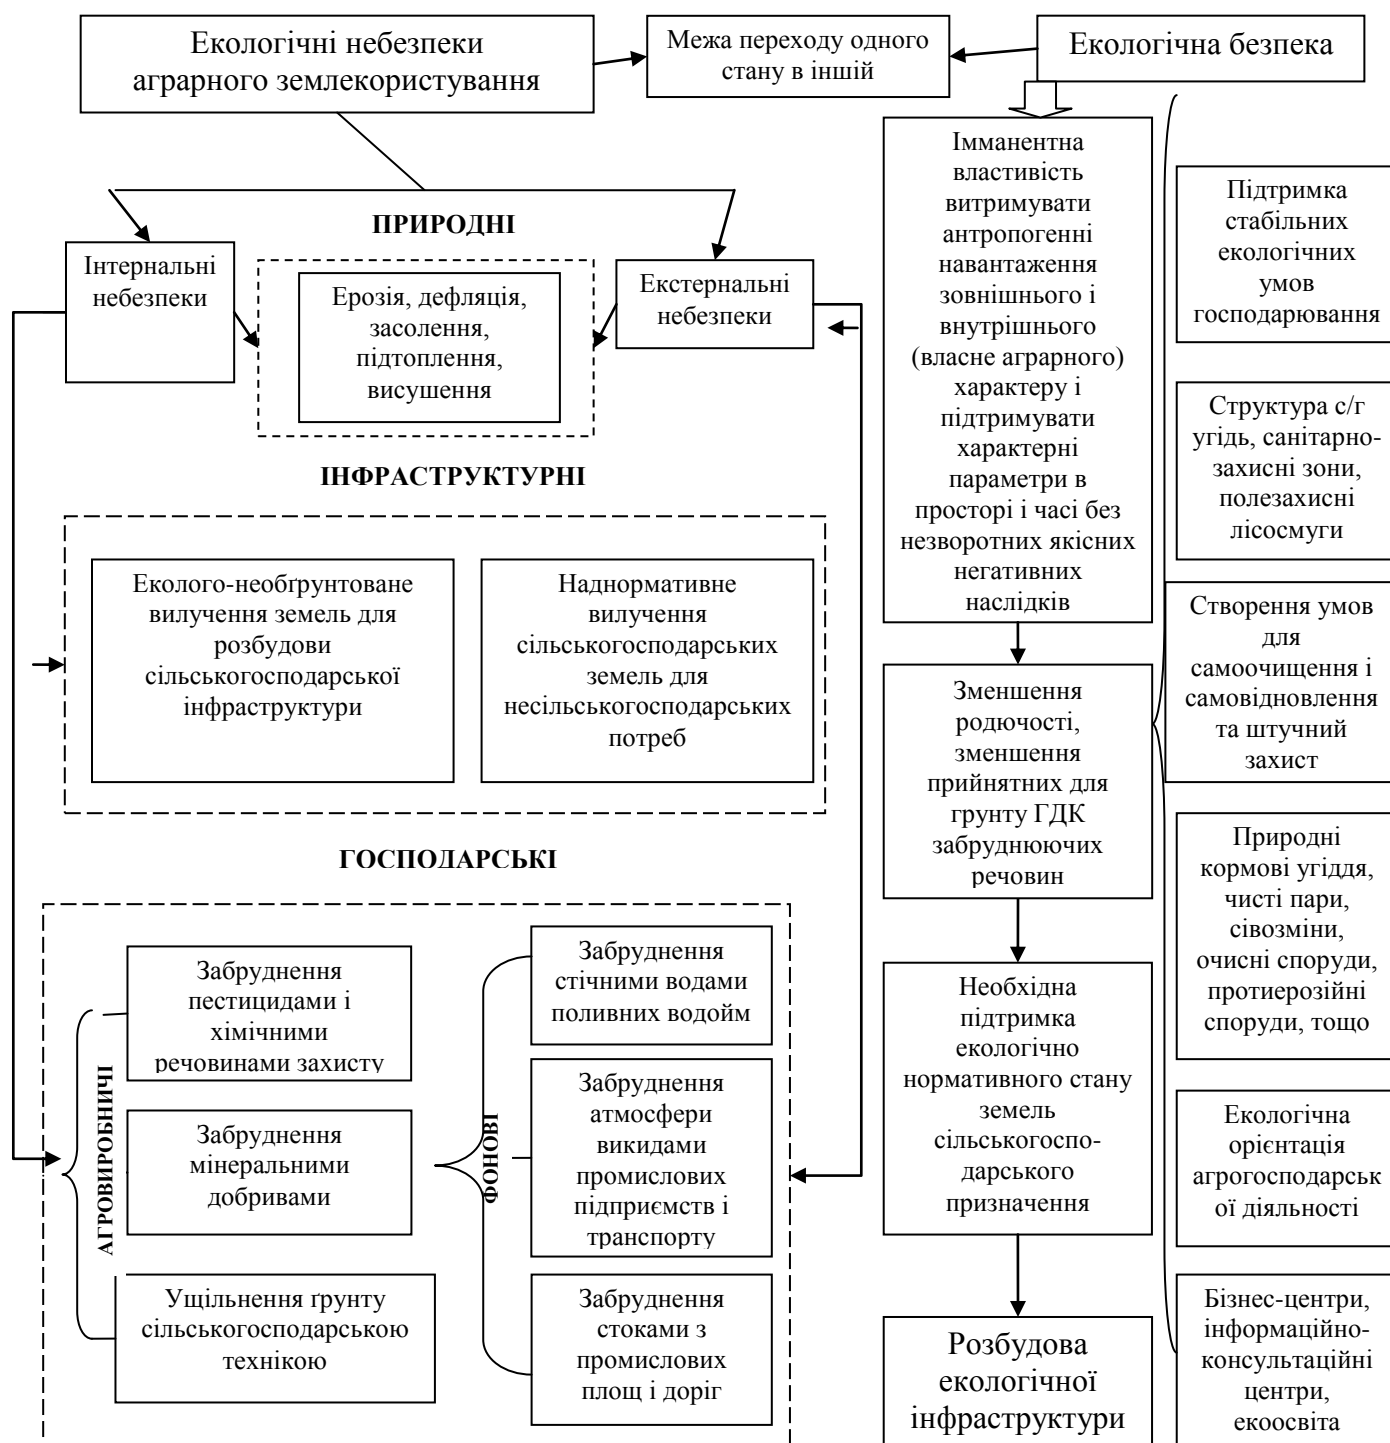 Екологічні небезпеки
аграрного землекористування
Межа переходу одного
стану в іншій
Екологічна безпека
ПРИРОДНІ
Інтернальні
небезпеки
Ерозія, дефляція,
засолення,
підтоплення,
висушення
Екстернальні
небезпеки
ІНФРАСТРУКТУРНІ
Еколого-необґрунтоване
вилучення земель для
розбудови
сільськогосподарської
інфраструктури
Наднормативне
вилучення
сільськогосподарських
земель для
несільськогосподарських
потреб
ГОСПОДАРСЬКІ
АГРОВИРОБНИЧІ
Забруднення
пестицидами і
хімічними
речовинами захисту
Забруднення
мінеральними
добривами
Ущільнення ґрунту
сільськогосподарською
технікою
ФОНОВІ
Забруднення
стічними водами
поливних водойм
Забруднення
атмосфери
викидами
промислових
підприємств і
транспорту
Забруднення
стоками з
промислових
площ і доріг
Імманентна
властивість
витримувати
антропогенні
навантаження
зовнішнього і
внутрішнього
(власне аграрного)
характеру і
підтримувати
характерні
параметри в
просторі і часі без
незворотних якісних
негативних
наслідків
Зменшення
родючості,
зменшення
прийнятних для
грунту ГДК
забруднюючих
речовин
Необхідна
підтримка
екологічно
нормативного стану
земель
сільськогоспо-
дарського
призначення
Розбудова
екологічної
інфраструктури
Підтримка
стабільних
екологічних
умов
господарювання
Структура с/г
угідь, санітарно-
захисні зони,
полезахисні
лісосмуги
Створення умов
для
самоочищення і
самовідновлення
та штучний
захист
Природні
кормові угіддя,
чисті пари,
сівозміни,
очисні споруди,
протиерозійні
споруди, тощо
Екологічна
орієнтація
агрогосподарськ
ої діяльності
Бізнес-центри,
інформаційно-
консультаційні
центри,
екоосвіта